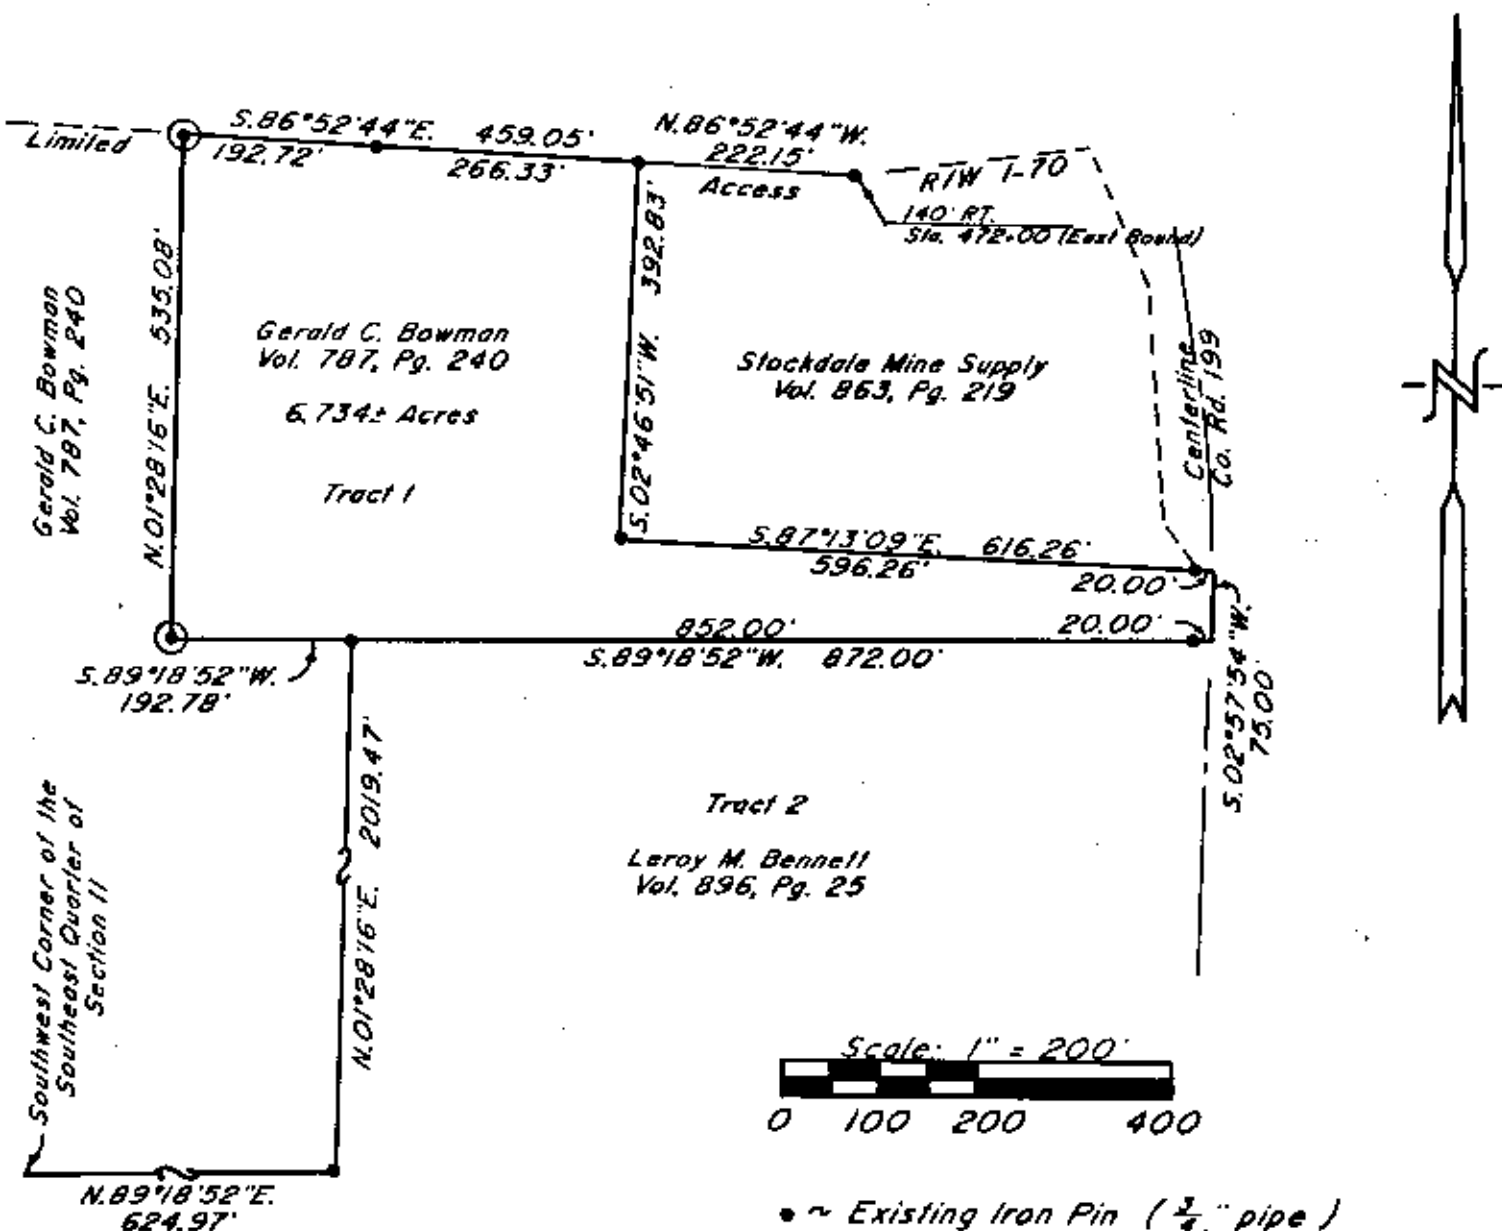 Limited
S.86°52'44"E. 459.05'
192.72'
266.33'
N.86°52'44"W.
222.15'
Access
R/W I-70
140' RT.
Sta. 472+00 (East Bound)
N.01°28'16"E. 535.08'
Gerald C. Bowman
Vol. 787, Pg. 240
Gerald C. Bowman
Vol. 787, Pg. 240
6.734± Acres
Tract 1
S.02°46'51"W. 392.83'
Stockdale Mine Supply
Vol. 863, Pg. 219
Centerline
Co. Rd. 199
N
S.87°13'09"E. 616.26'
596.26'
20.00'
20.00'
852.00'
S.89°18'52"W. 872.00'
S.89°18'52"W.
192.78'
S.02°57'54"W.
75.00'
N.01°28'16"E. 2019.47'
Tract 2
Leroy M. Bennett
Vol. 896, Pg. 25
Southwest Corner of the
Southeast Quarter of
Section 11
Scale: 1" = 200'
0 100 200 400
N.89°18'52"E.
624.97'
● ~ Existing Iron Pin ( 3/4" pipe )